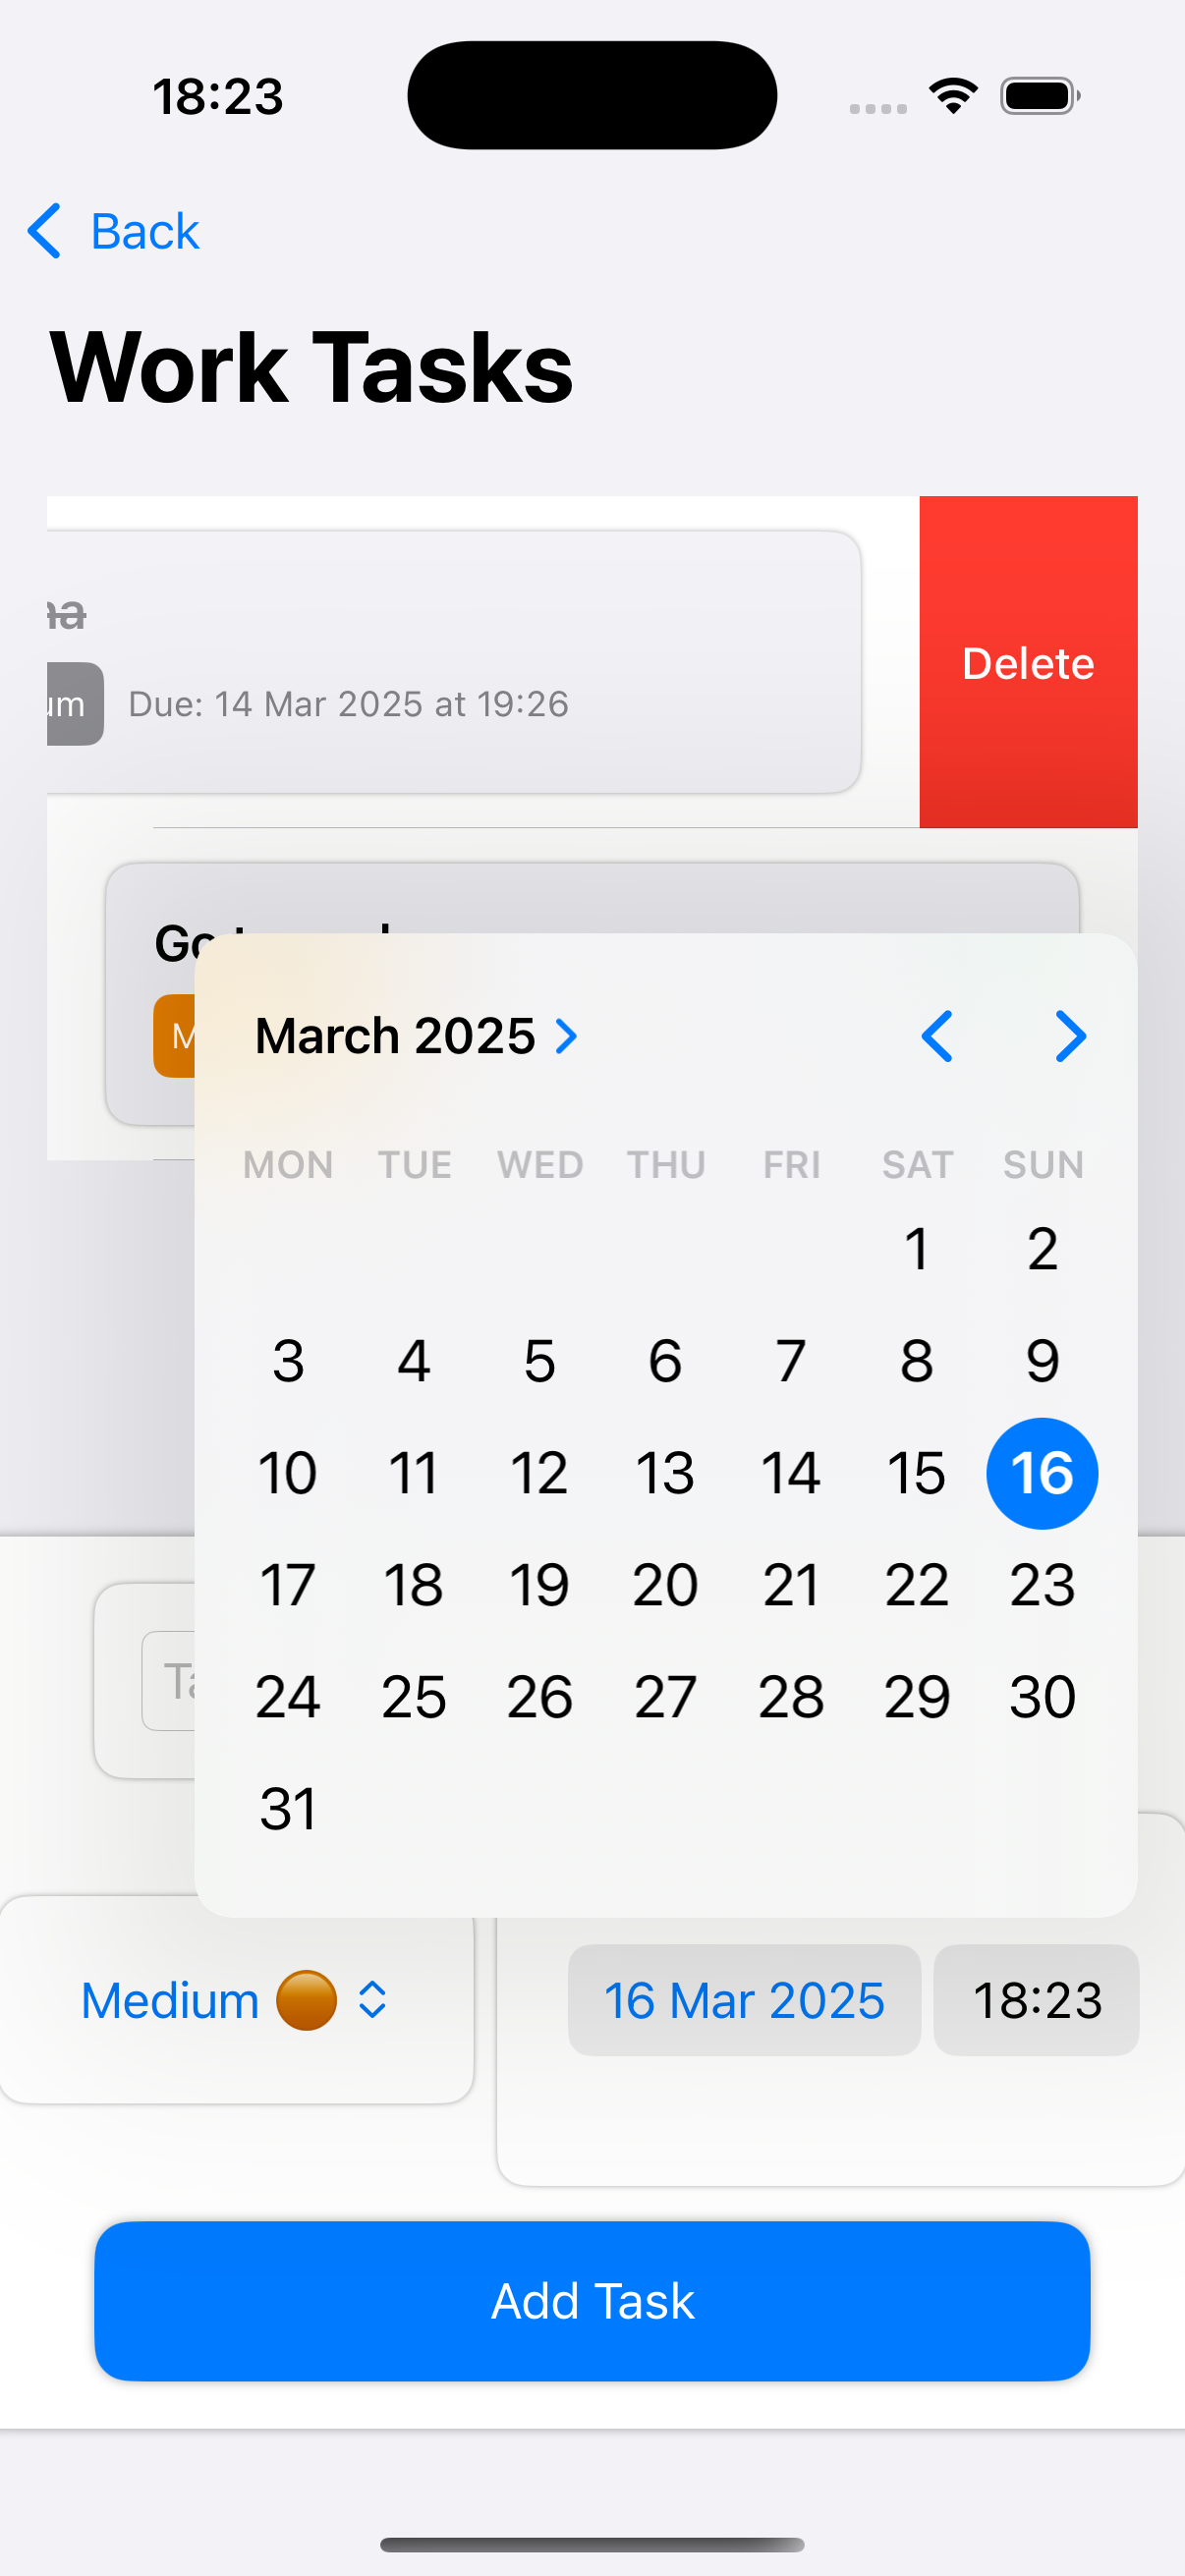 18:23
Back
Work Tasks
Due: 14 Mar 2025 at 19:26
Delete
March 2025
MON TUE WED THU FRI SAT SUN
1 2
3 4 5 6 7 8 9
10 11 12 13 14 15 16
17 18 19 20 21 22 23
24 25 26 27 28 29 30
31
Medium
16 Mar 2025 18:23
Add Task